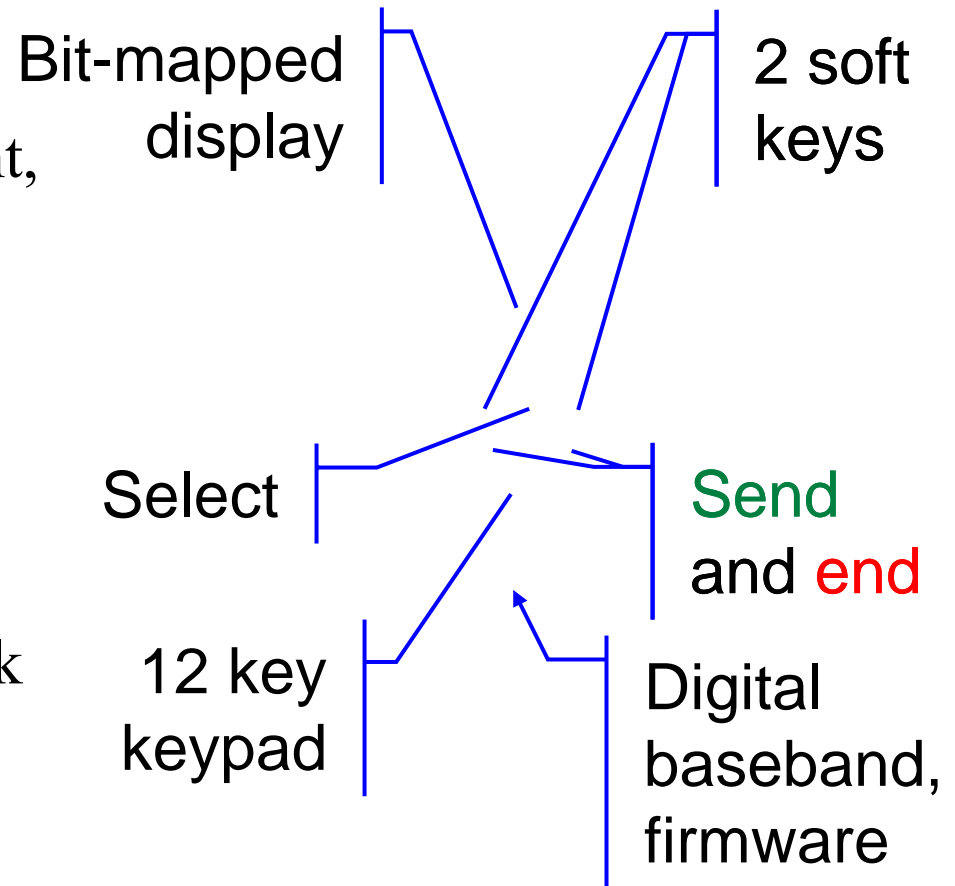 Bit-mapped
display
2 soft
keys
Select
Send
and end
12 key
keypad
Digital
baseband,
firmware